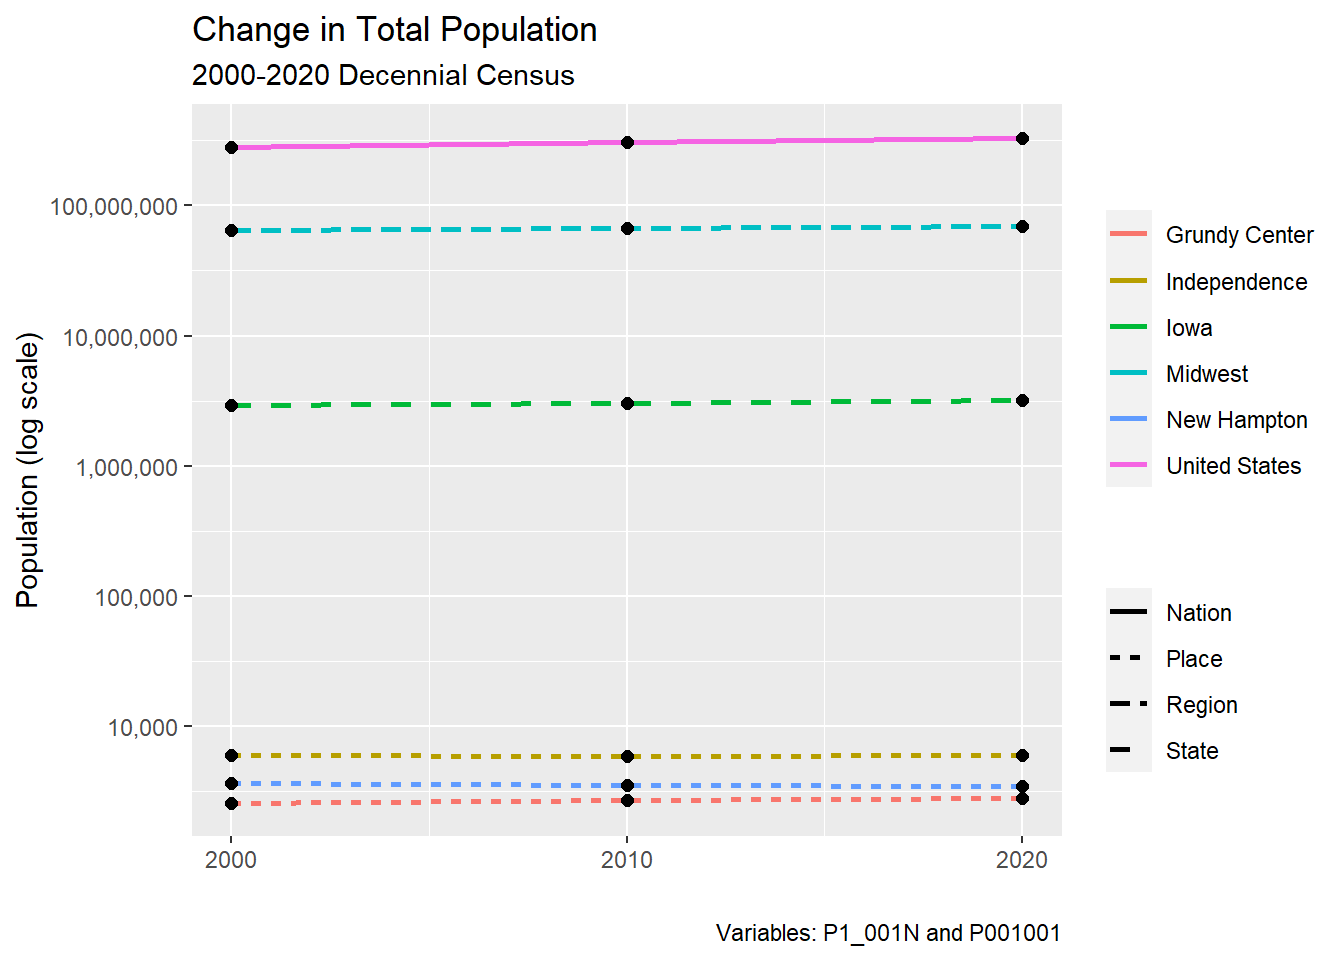 Change in Total Population
2000-2020 Decennial Census
Population (log scale)
100,000,000
10,000,000
1,000,000
100,000
10,000
2000
2010
2020
Grundy Center
Independence
Iowa
Midwest
New Hampton
United States
Nation
Place
Region
State
Variables: P1_001N and P001001